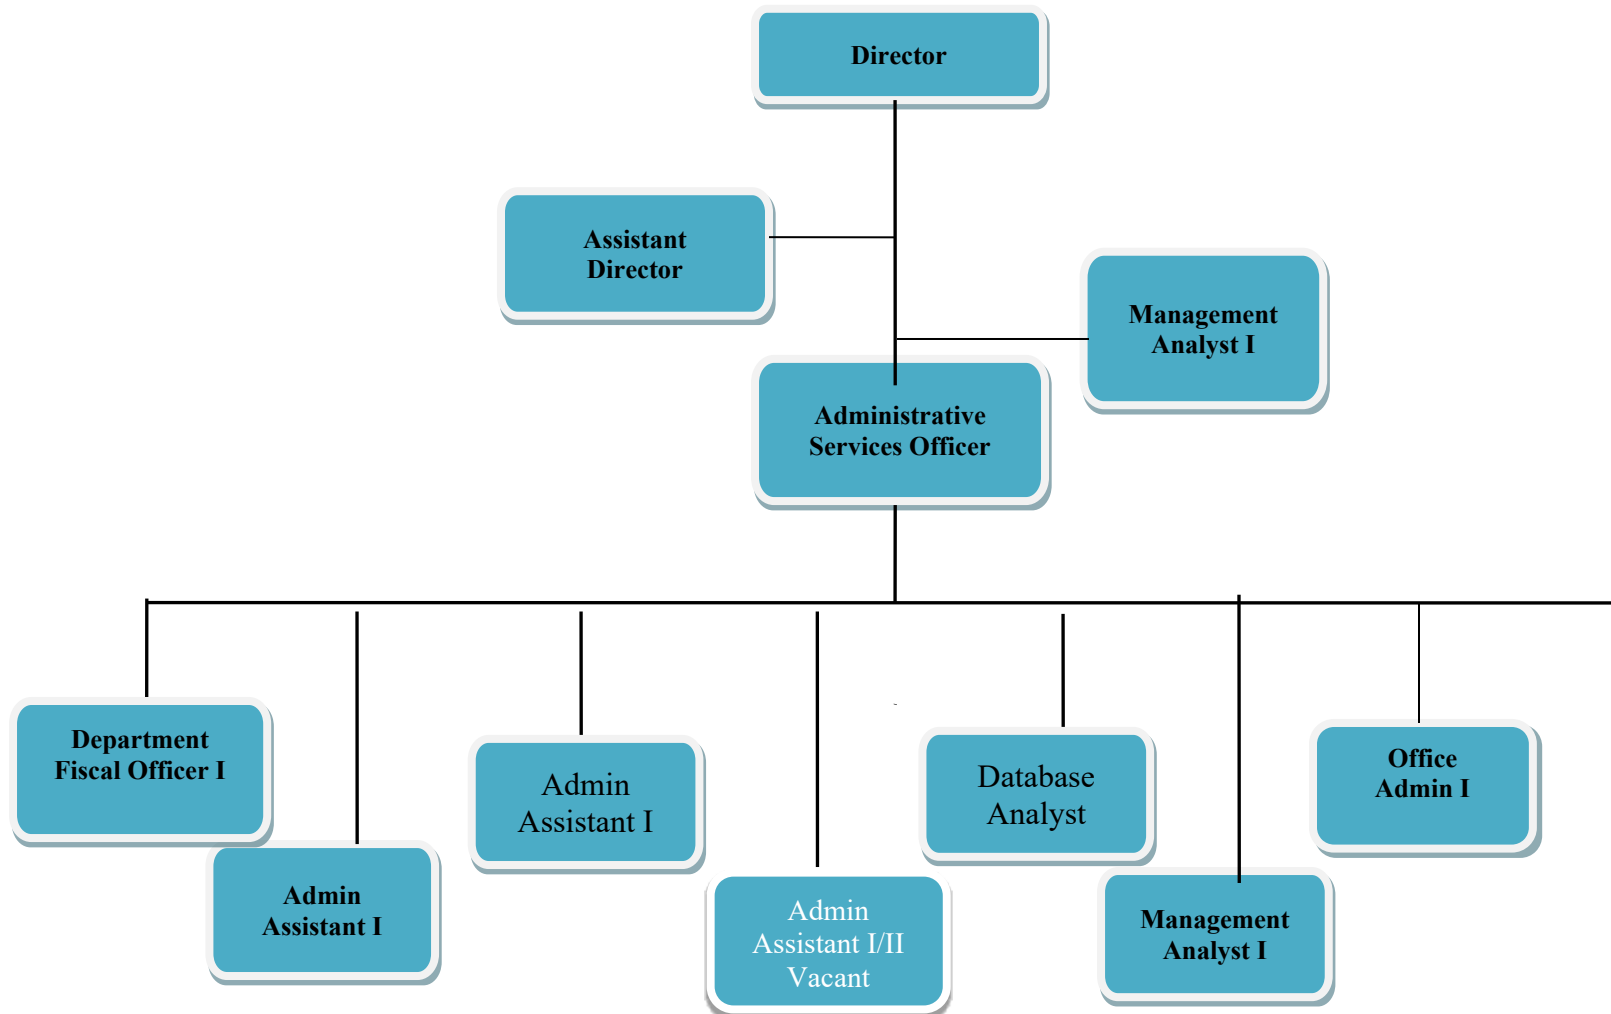 Director
Assistant
Director
Management
Analyst I
Administrative
Services Officer
Department
Fiscal Officer I
Admin
Assistant I
Admin
Assistant I
Admin
Assistant I/II
Vacant
Database
Analyst
Management
Analyst I
Office
Admin I